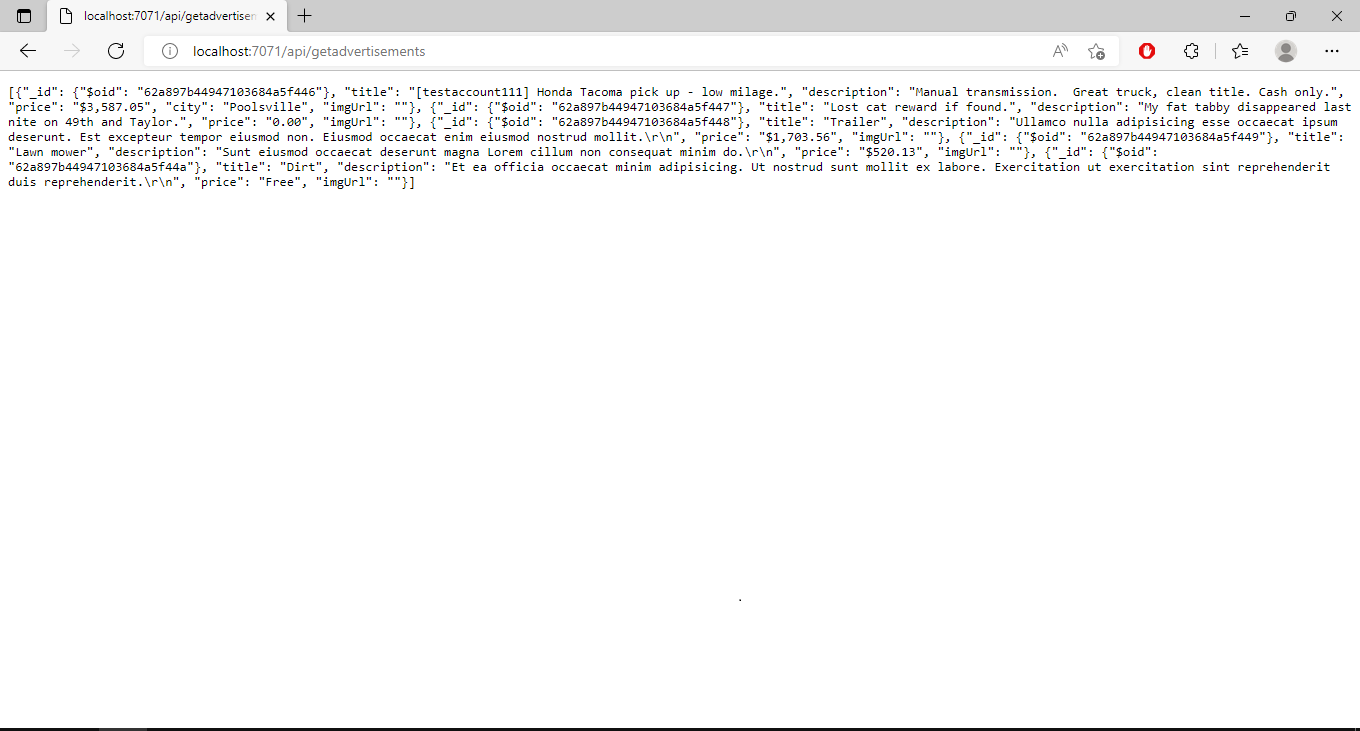 localhost:7071/api/getadvertisen
localhost:7071/api/getadvertisements
[{"_id": {"$oid": "62a897b44947103684a5f446"}, "title": "[testaccount111] Honda Tacoma pick up - low milage.", "description": "Manual transmission.  Great truck, clean title. Cash only.",
"price": "$3,587.05", "city": "Poolsville", "imgUrl": ""}, {"_id": {"$oid": "62a897b44947103684a5f447"}, "title": "Lost cat reward if found.", "description": "My fat tabby disappeared last
nite on 49th and Taylor.", "price": "0.00", "imgUrl": ""}, {"_id": {"$oid": "62a897b44947103684a5f448"}, "title": "Trailer", "description": "Ullamco nulla adipisicing esse occaecat ipsum
deserunt. Est excepteur tempor eiusmod non. Eiusmod occaecat enim eiusmod nostrud mollit.\r\n", "price": "$1,703.56", "imgUrl": ""}, {"_id": {"$oid": "62a897b44947103684a5f449"}, "title":
"Lawn mower", "description": "Sunt eiusmod occaecat deserunt magna Lorem cillum non consequat minim do.\r\n", "price": "$520.13", "imgUrl": ""}, {"_id": {"$oid":
"62a897b44947103684a5f44a"}, "title": "Dirt", "description": "Et ea officia occaecat minim adipisicing. Ut nostrud sunt mollit ex labore. Exercitation ut exercitation sint reprehenderit
duis reprehenderit.\r\n", "price": "Free", "imgUrl": ""}]